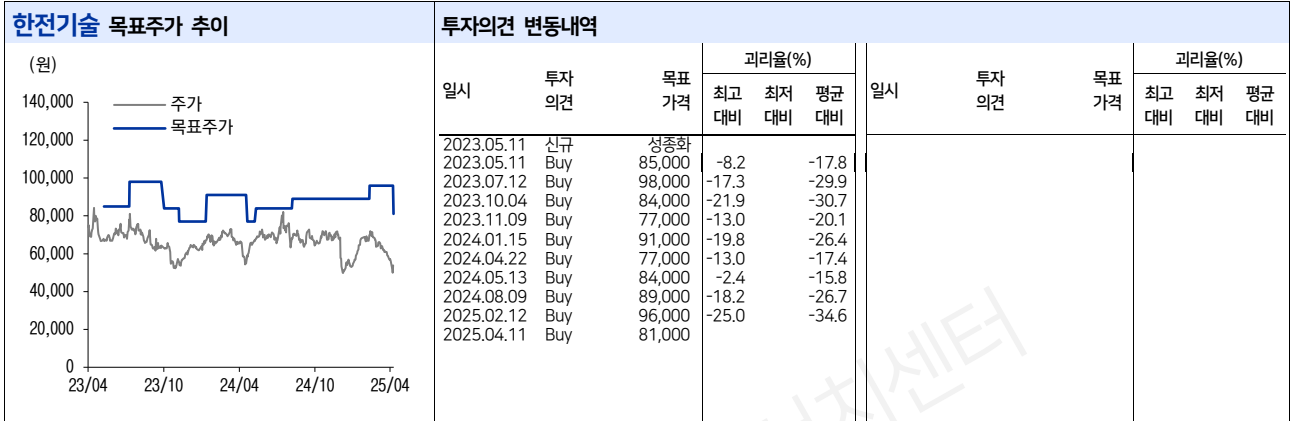 한전기술 목표주가 추이
(원)
140,000
120,000
100,000
80,000
60,000
40,000
20,000
0
23/04 23/10 24/04 24/10 25/04
주가
목표주가
투자의견 변동내역
일시 투자의견 목표가격 괴리율(%) 최고대비 최저대비 평균대비
2023.05.11 신규 성종화
2023.05.11 Buy 85,000 -8.2 -17.8
2023.07.12 Buy 98,000 -17.3 -29.9
2023.10.04 Buy 84,000 -21.9 -30.7
2023.11.09 Buy 77,000 -13.0 -20.1
2024.01.15 Buy 91,000 -19.8 -26.4
2024.04.22 Buy 77,000 -13.0 -17.4
2024.05.13 Buy 84,000 -2.4 -15.8
2024.08.09 Buy 89,000 -18.2 -26.7
2025.02.12 Buy 96,000 -25.0 -34.6
2025.04.11 Buy 81,000
일시 투자의견 목표가격 괴리율(%) 최고대비 최저대비 평균대비
센터